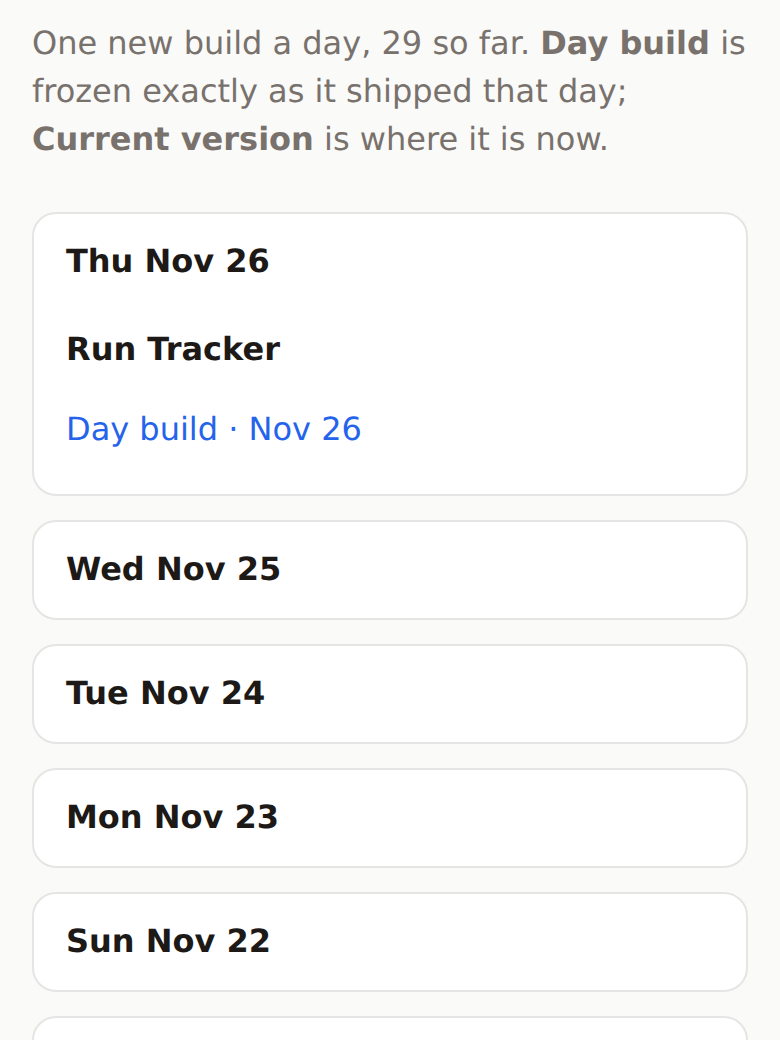 One new build a day, 29 so far. Day build is
frozen exactly as it shipped that day;
Current version is where it is now.
Thu Nov 26
Run Tracker
Day build · Nov 26
Wed Nov 25
Tue Nov 24
Mon Nov 23
Sun Nov 22